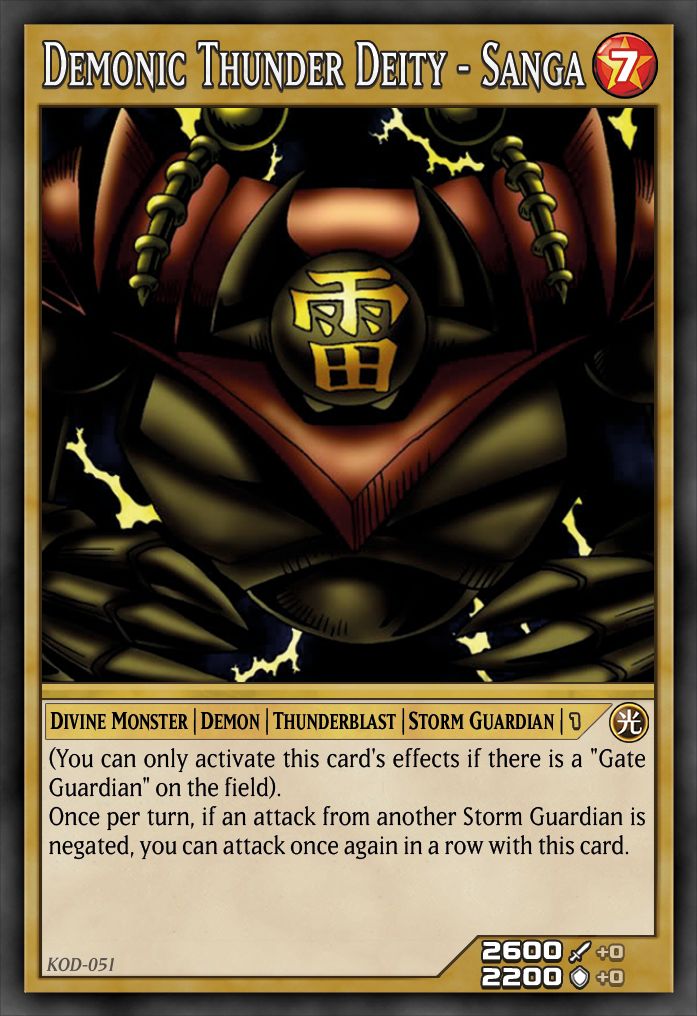 DEMONIC THUNDER DEITY - SANGA
7
雷
DIVINE MONSTER | DEMON | THUNDERBLAST | STORM GUARDIAN |
光
(You can only activate this card's effects if there is a "Gate
Guardian" on the field).
Once per turn, if an attack from another Storm Guardian is
negated, you can attack once again in a row with this card.
2600 +0
KOD-051
2200 +0